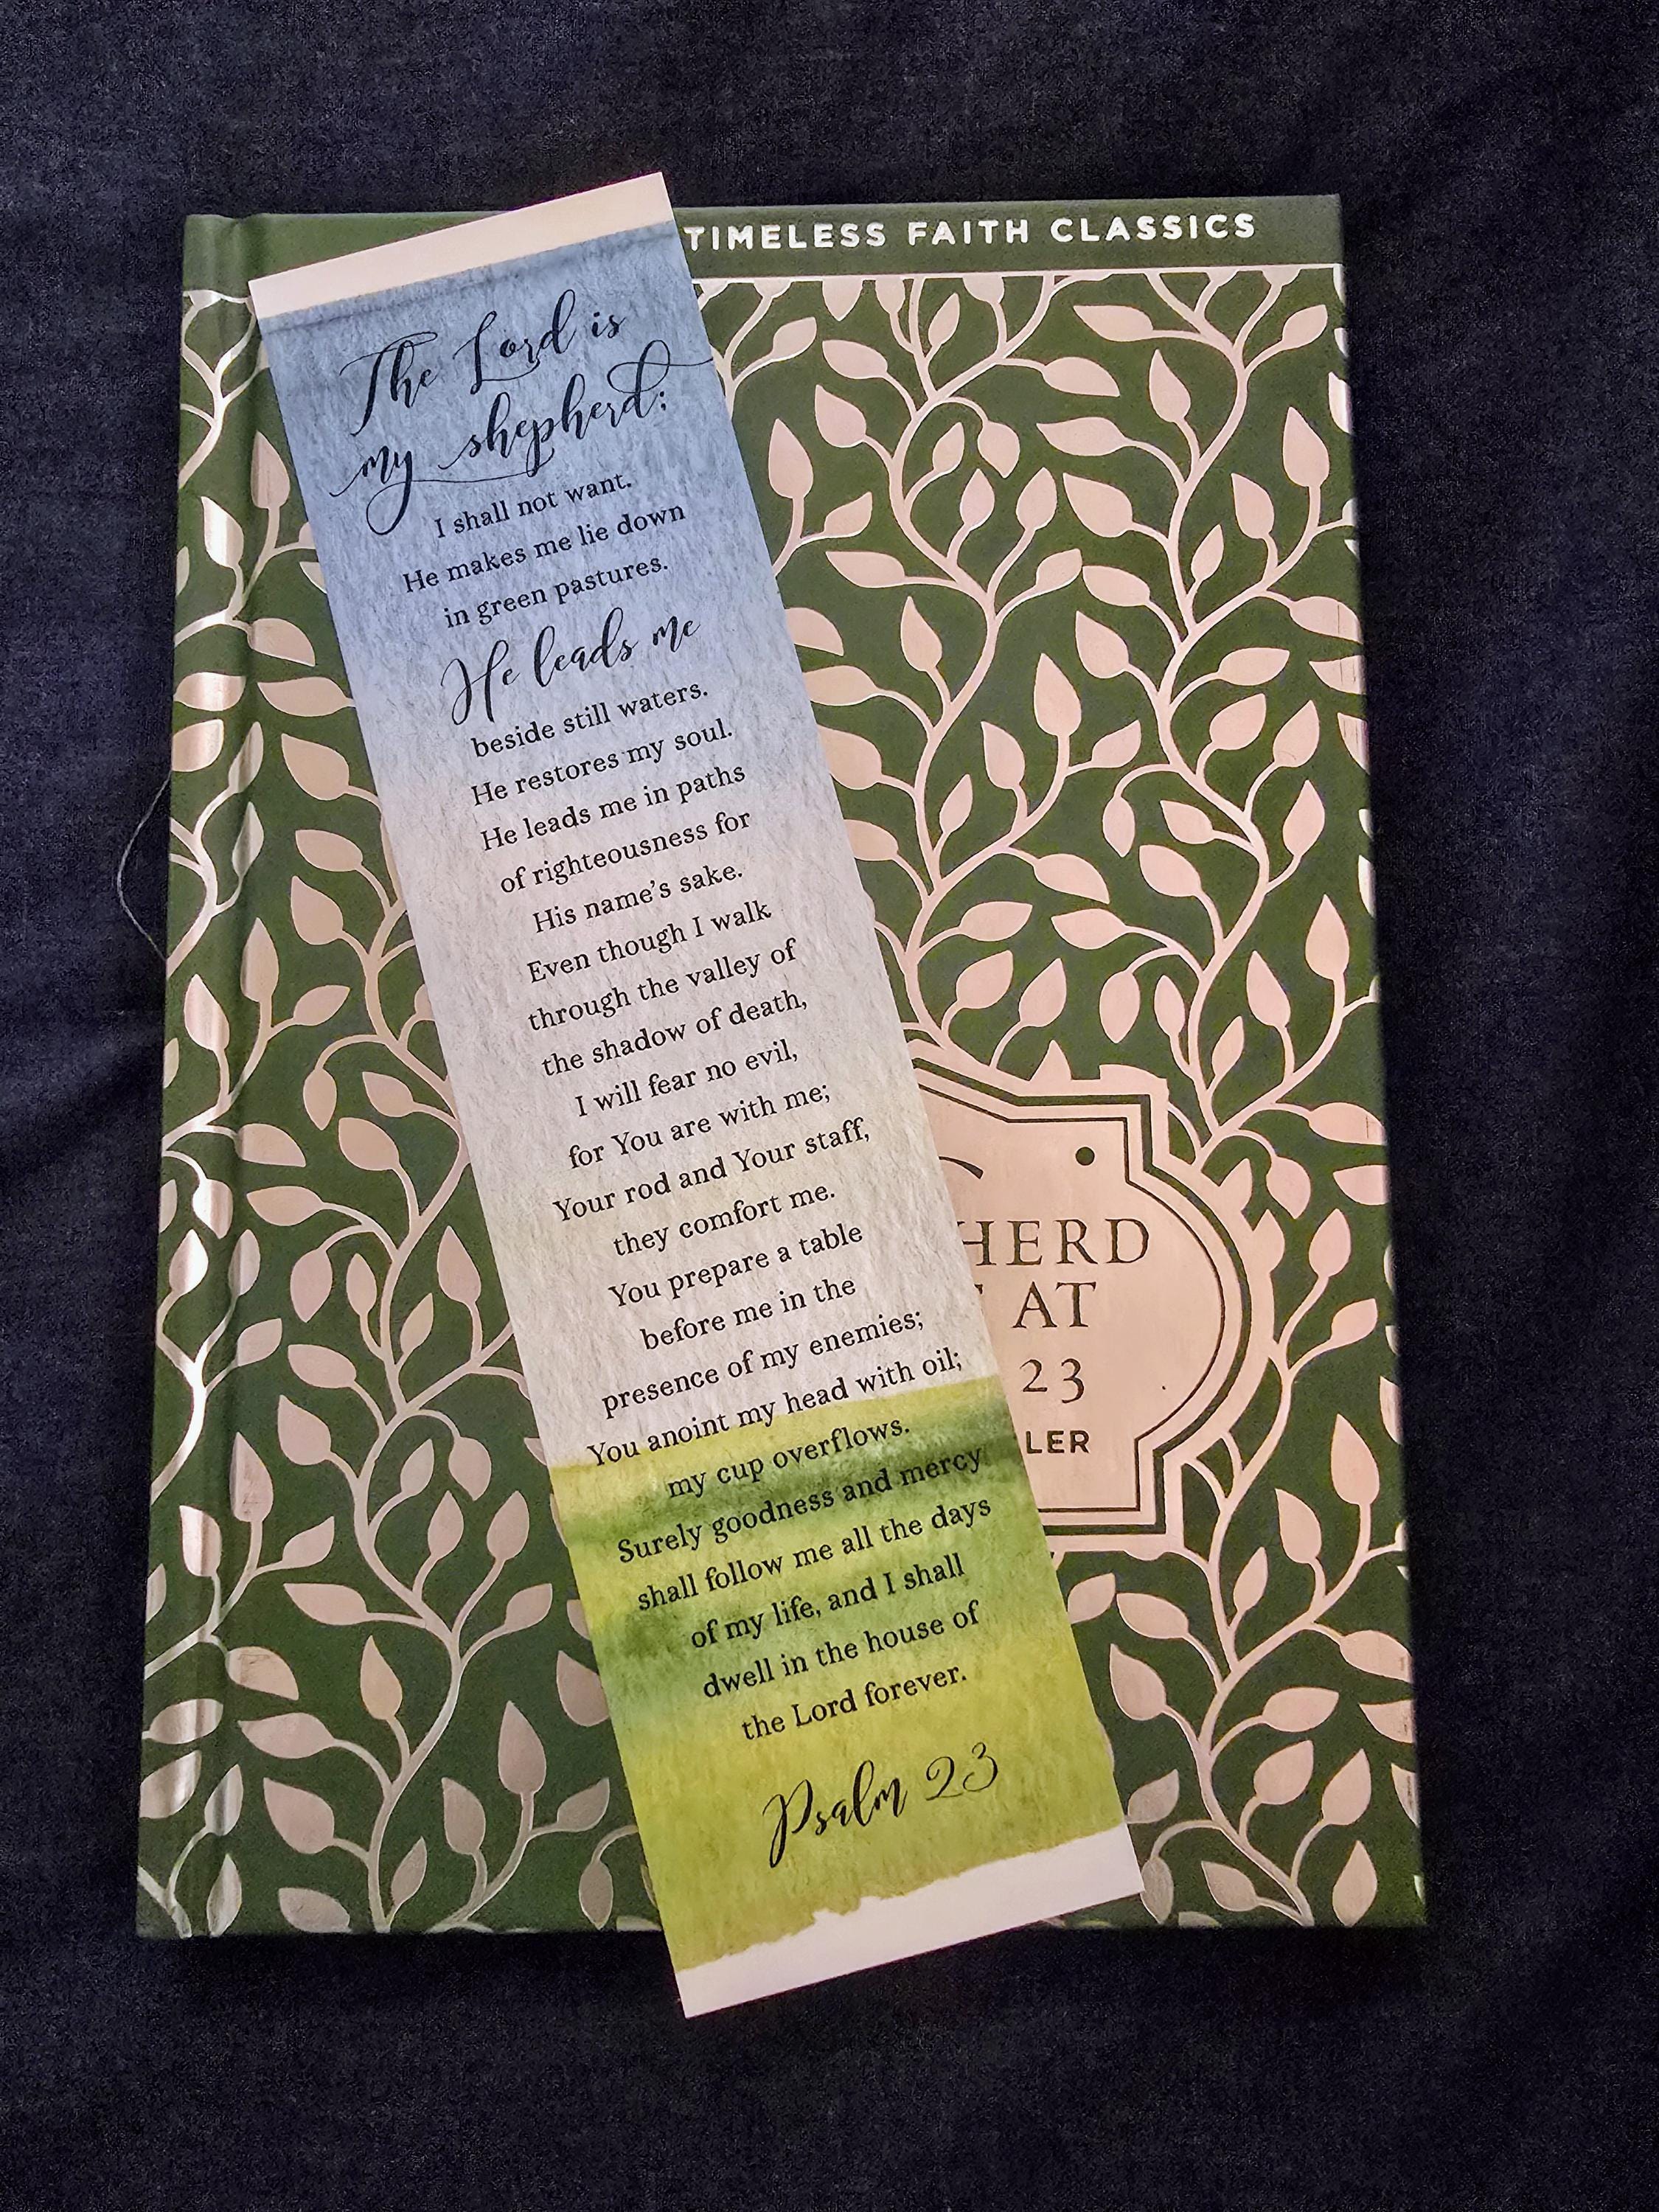 TIMELESS FAITH CLASSICS
The Lord is
my shepherd;
I shall not want.
He makes me lie down
in green pastures.
He leads me
beside still waters.
He restores my soul.
He leads me in paths
of righteousness for
His name's sake.
Even though I walk
through the valley of
the shadow of death,
I will fear no evil,
for You are with me;
Your rod and Your staff,
they comfort me.
You prepare a table
before me in the
presence of my enemies;
You anoint my head with oil;
my cup overflows.
Surely goodness and mercy
shall follow me all the days
of my life, and I shall
dwell in the house of
the Lord forever.
Psalm 23
HERD
AT
23
LER